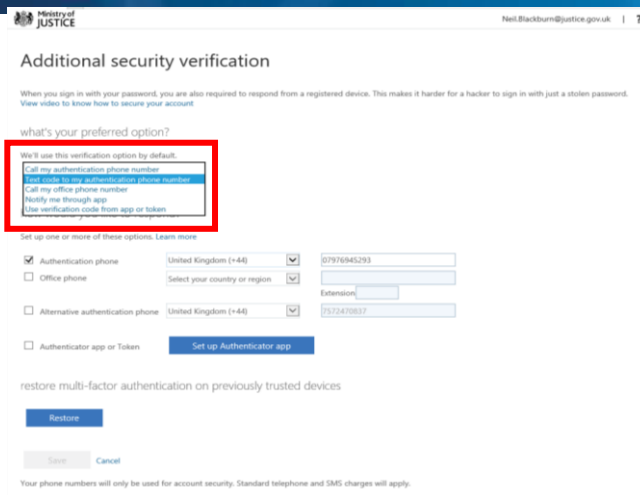 Ministry of
JUSTICE
Neil.Blackburn@justice.gov.uk | ?
Additional security verification
When you sign in with your password, you are also required to respond from a registered device. This makes it harder for a hacker to sign in with just a stolen password.
View video to know how to secure your account
what's your preferred option?
We'll use this verification option by default.
Call my authentication phone number
Text code to my authentication phone number
Call my office phone number
Notify me through app
Use verification code from app or token
Set up one or more of these options. Learn more
Authentication phone United Kingdom (+44) 07976945293
Office phone Select your country or region
Extension
Alternative authentication phone United Kingdom (+44) 7572470837
Authenticator app or Token Set up Authenticator app
restore multi-factor authentication on previously trusted devices
Restore
Save Cancel
Your phone numbers will only be used for account security. Standard telephone and SMS charges will apply.